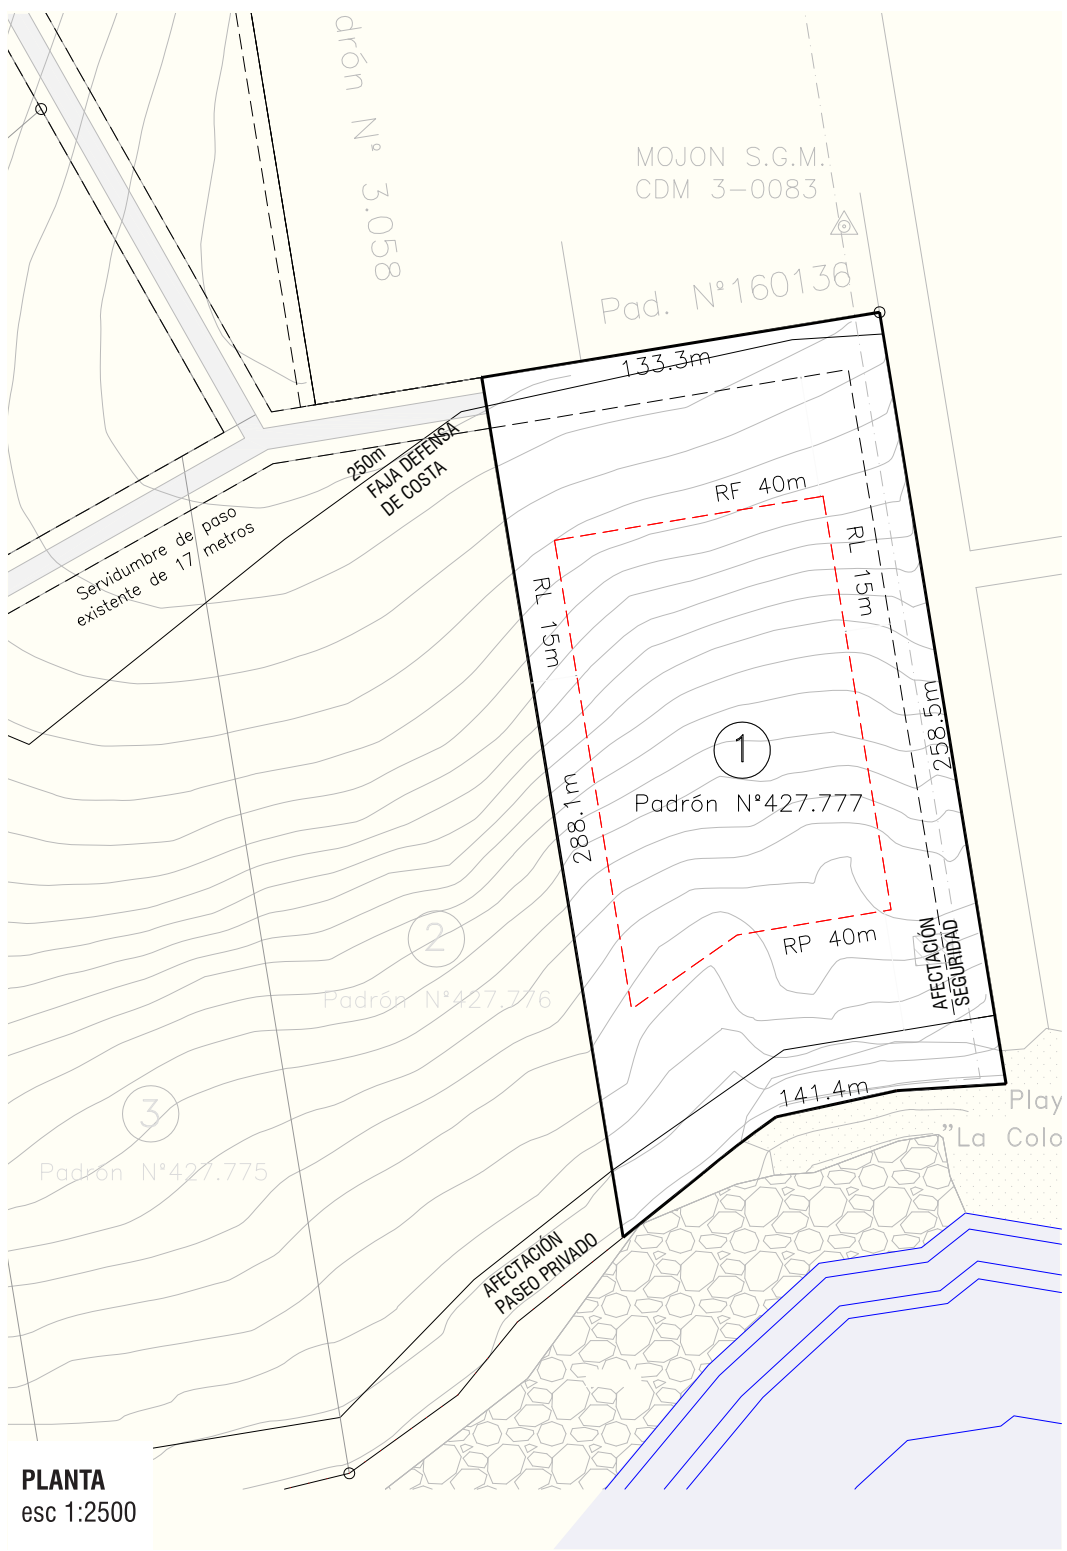 drón Nº 3.058
MOJON S.G.M.
CDM 3-0083
Pad. Nº160136
133.3m
250m
FAJA DEFENSA
DE COSTA
RF 40m
Servidumbre de paso
existente de 17 metros
RL 15m
RL 15m
258.5m
1
Padrón Nº427.777
288.1m
2
Padrón Nº427.776
RP 40m
AFECTACIÓN
SEGURIDAD
141.4m
3
Padrón Nº427.775
Play
"La Colo
AFECTACIÓN
PASEO PRIVADO
PLANTA
esc 1:2500